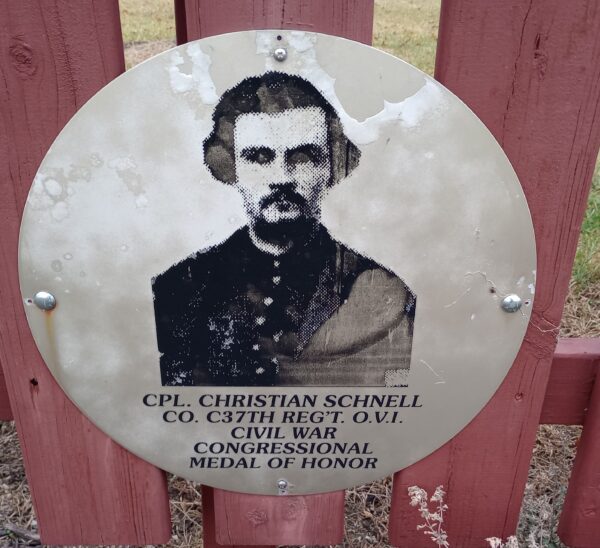 CPL. CHRISTIAN SCHNELL
CO. C37TH REG'T. O.V.I.
CIVIL WAR
CONGRESSIONAL
MEDAL OF HONOR